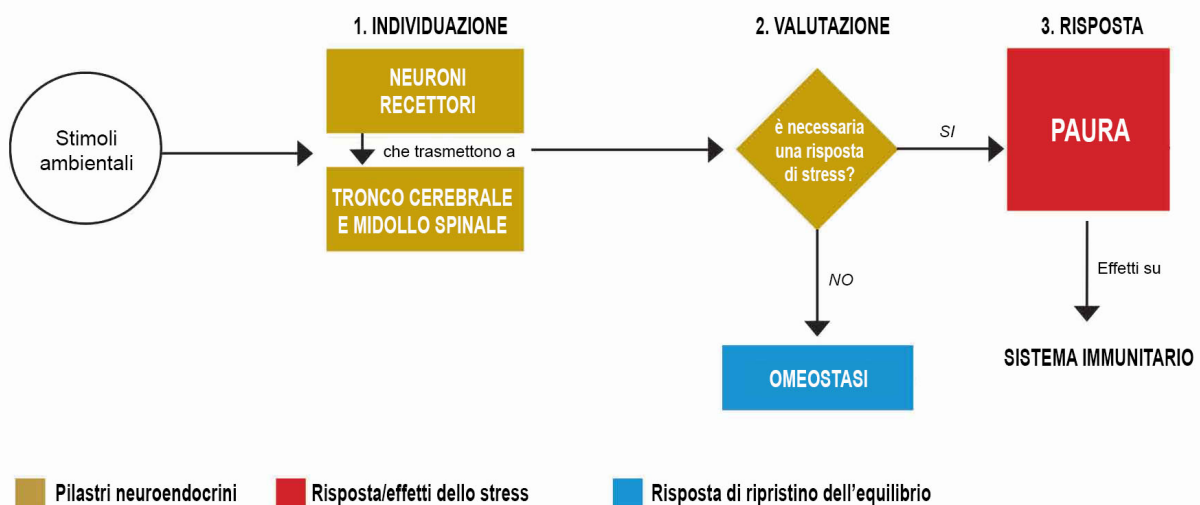 1. INDIVIDUAZIONE
2. VALUTAZIONE
3. RISPOSTA
Stimoli
ambientali
NEURONI
RECETTORI
che trasmettono a
TRONCO CEREBRALE
E MIDOLLO SPINALE
è necessaria
una risposta
di stress?
SI
PAURA
NO
Effetti su
OMEOSTASI
SISTEMA IMMUNITARIO
Pilastri neuroendocrini
Risposta/effetti dello stress
Risposta di ripristino dell'equilibrio